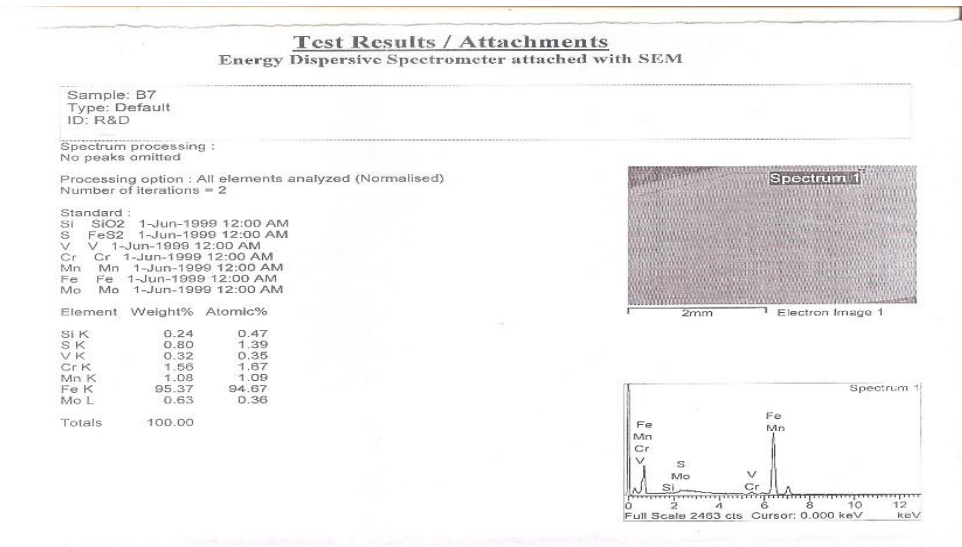 Test Results / Attachments
Energy Dispersive Spectrometer attached with SEM
Sample: B7
Type: Default
ID: R&D
Spectrum processing :
No peaks omitted
Processing option : All elements analyzed (Normalised)
Number of iterations = 2
Standard :
Si SiO2 1-Jun-1999 12:00 AM
S FeS2 1-Jun-1999 12:00 AM
V V 1-Jun-1999 12:00 AM
Cr Cr 1-Jun-1999 12:00 AM
Mn Mn 1-Jun-1999 12:00 AM
Fe Fe 1-Jun-1999 12:00 AM
Mo Mo 1-Jun-1999 12:00 AM
Element Weight% Atomic%
Si K 0.24 0.47
S K 0.80 1.39
V K 0.32 0.35
Cr K 1.56 1.67
Mn K 1.08 1.09
Fe K 95.37 94.67
Mo L 0.63 0.36
Totals 100.00
Spectrum 1
2mm Electron Image 1
Spectrum 1
Fe
Mn
Cr
V
S
Mo
Si
V
Cr
Fe
Mn
0 2 4 6 8 10 12
Full Scale 2463 cts Cursor: 0.000 keV keV